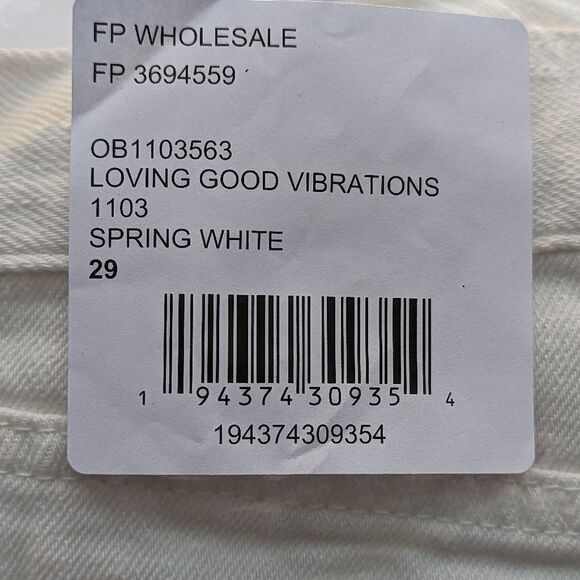 FP WHOLESALE
FP 3694559
OB1103563
LOVING GOOD VIBRATIONS
1103
SPRING WHITE
29
1 94374 30935 4
194374309354